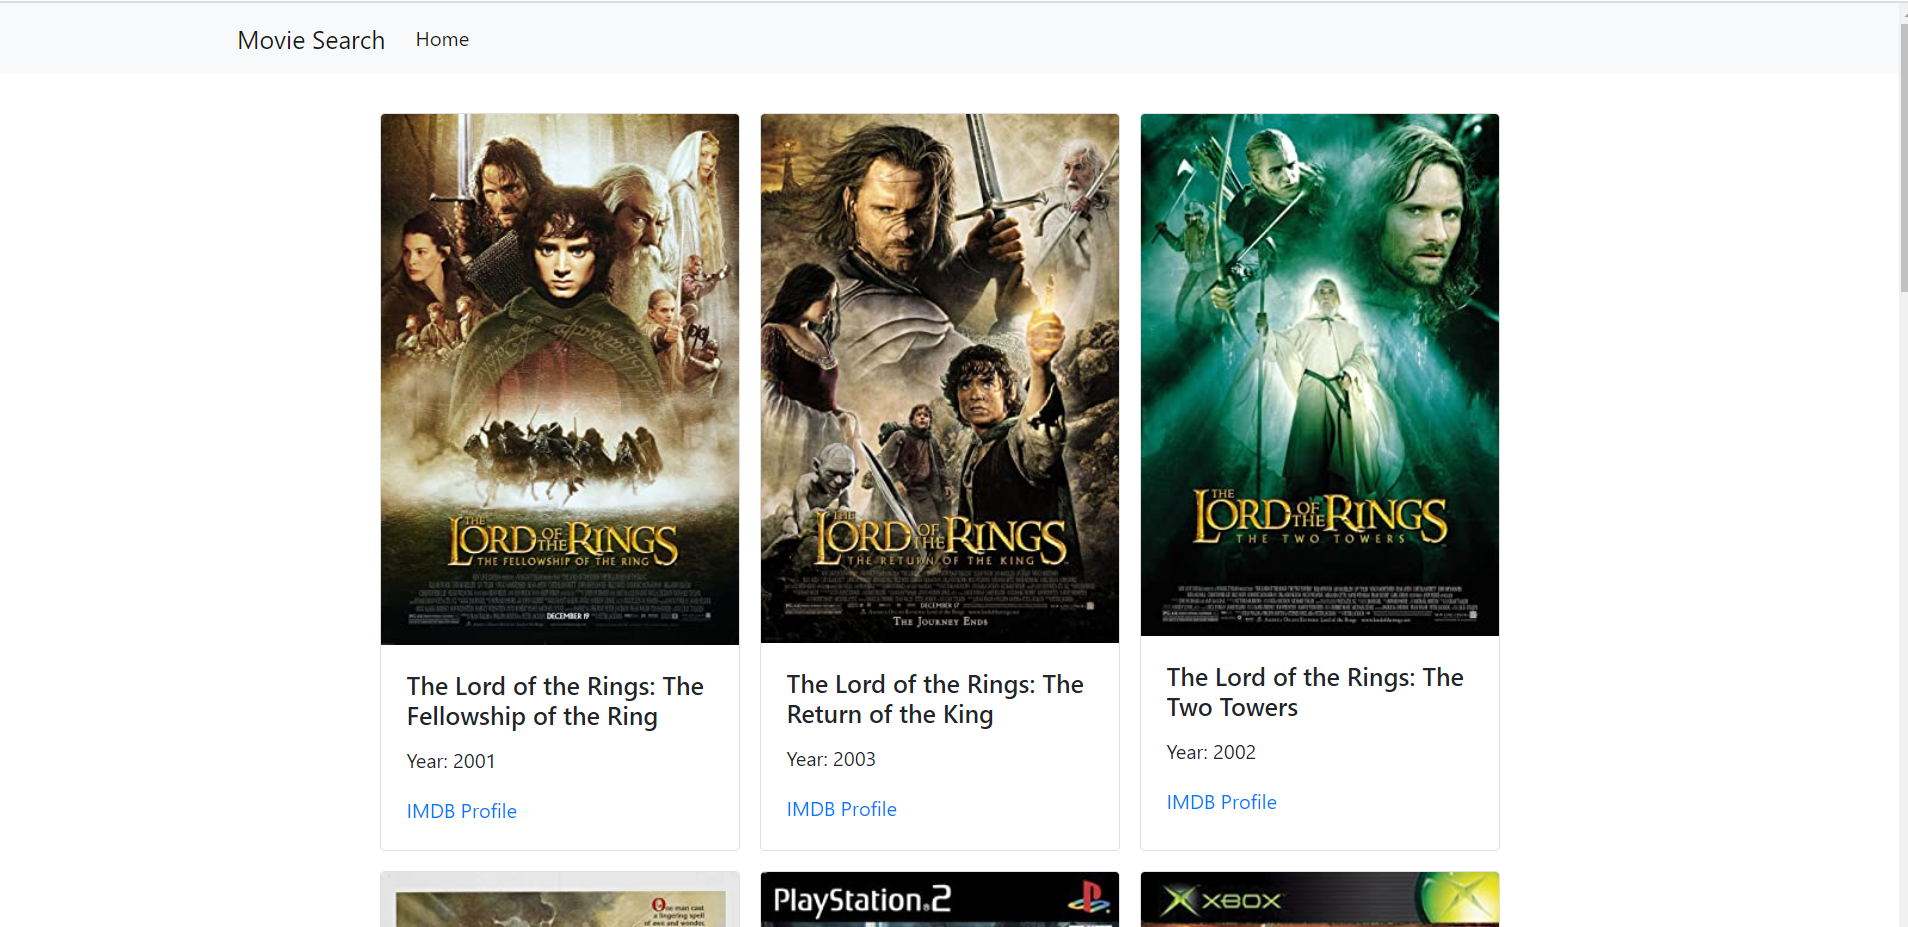 Movie Search Home
THE
LORD OF THE RINGS
THE FELLOWSHIP OF THE RING
DECEMBER 19
The Lord of the Rings: The
Fellowship of the Ring
Year: 2001
IMDB Profile
THE
LORD OF THE RINGS
THE RETURN OF THE KING
DECEMBER 17
THE JOURNEY ENDS
The Lord of the Rings: The
Return of the King
Year: 2003
IMDB Profile
THE
LORD OF THE RINGS
THE TWO TOWERS
The Lord of the Rings: The
Two Towers
Year: 2002
IMDB Profile
One man cast
a lingering spell
of awe and wonder,
PlayStation®2
XBOX